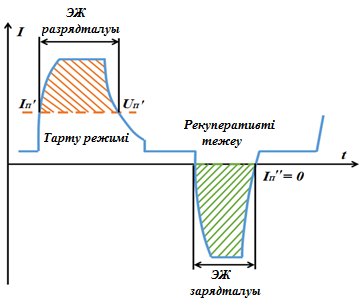 ЭЖ
разрядталуы
I
Iп'
Uп'
Тарту режимі
Рекуперативті
тежеу
t
Iп''= 0
ЭЖ
зарядталуы